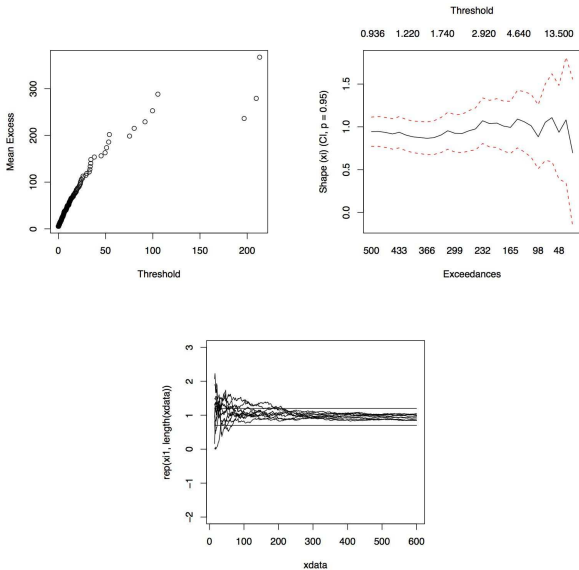 Mean Excess
300
200
100
0
0 50 100 150 200
Threshold
Threshold
0.936 1.220 1.740 2.920 4.640 13.500
Shape (xi) (CI, p = 0.95)
1.5
1.0
0.5
0.0
500 433 366 299 232 165 98 48
Exceedances
rep(xi1, length(xdata))
3
2
1
0
-1
-2
0 100 200 300 400 500 600
xdata